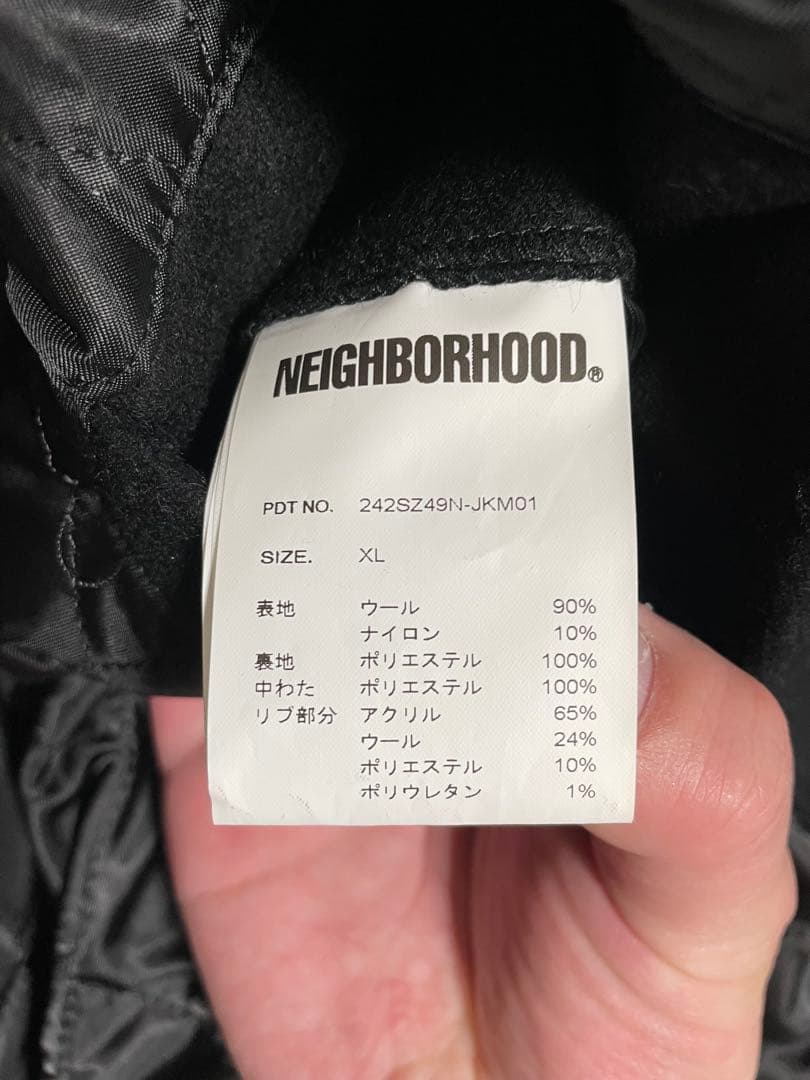 NEIGHBORHOOD®
PDT NO. 242SZ49N-JKM01
SIZE. XL
表地 ウール 90%
ナイロン 10%
裏地 ポリエステル 100%
中わた ポリエステル 100%
リブ部分 アクリル 65%
ウール 24%
ポリエステル 10%
ポリウレタン 1%